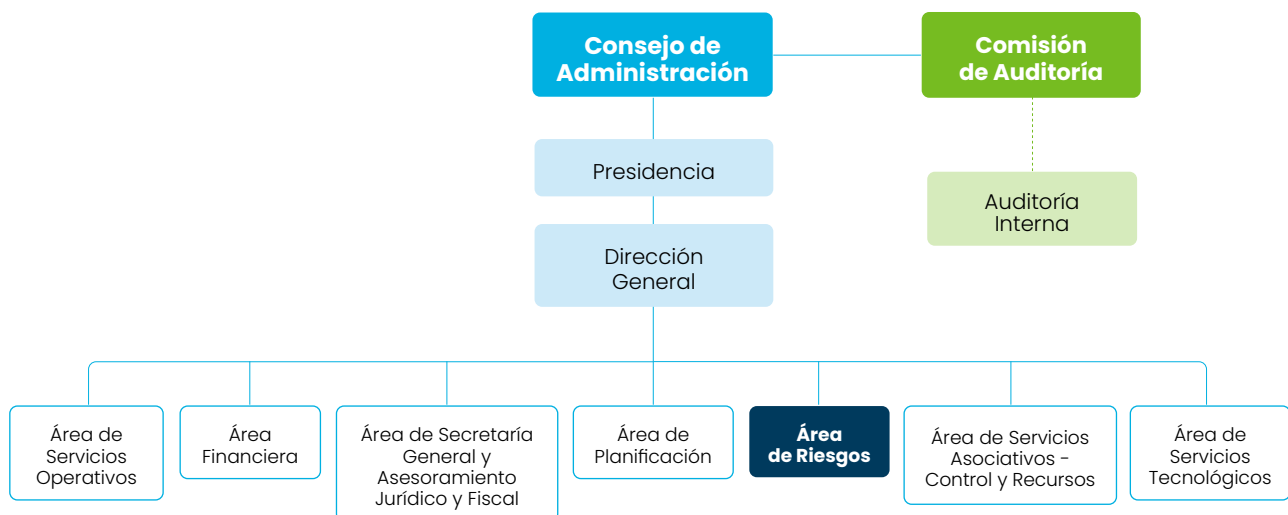 Consejo de
Administración
Comisión
de Auditoría
Presidencia
Auditoría
Interna
Dirección
General
Área de
Servicios
Operativos
Área
Financiera
Área de Secretaría
General y
Asesoramiento
Jurídico y Fiscal
Área de
Planificación
Área
de Riesgos
Área de Servicios
Asociativos -
Control y Recursos
Área de
Servicios
Tecnológicos